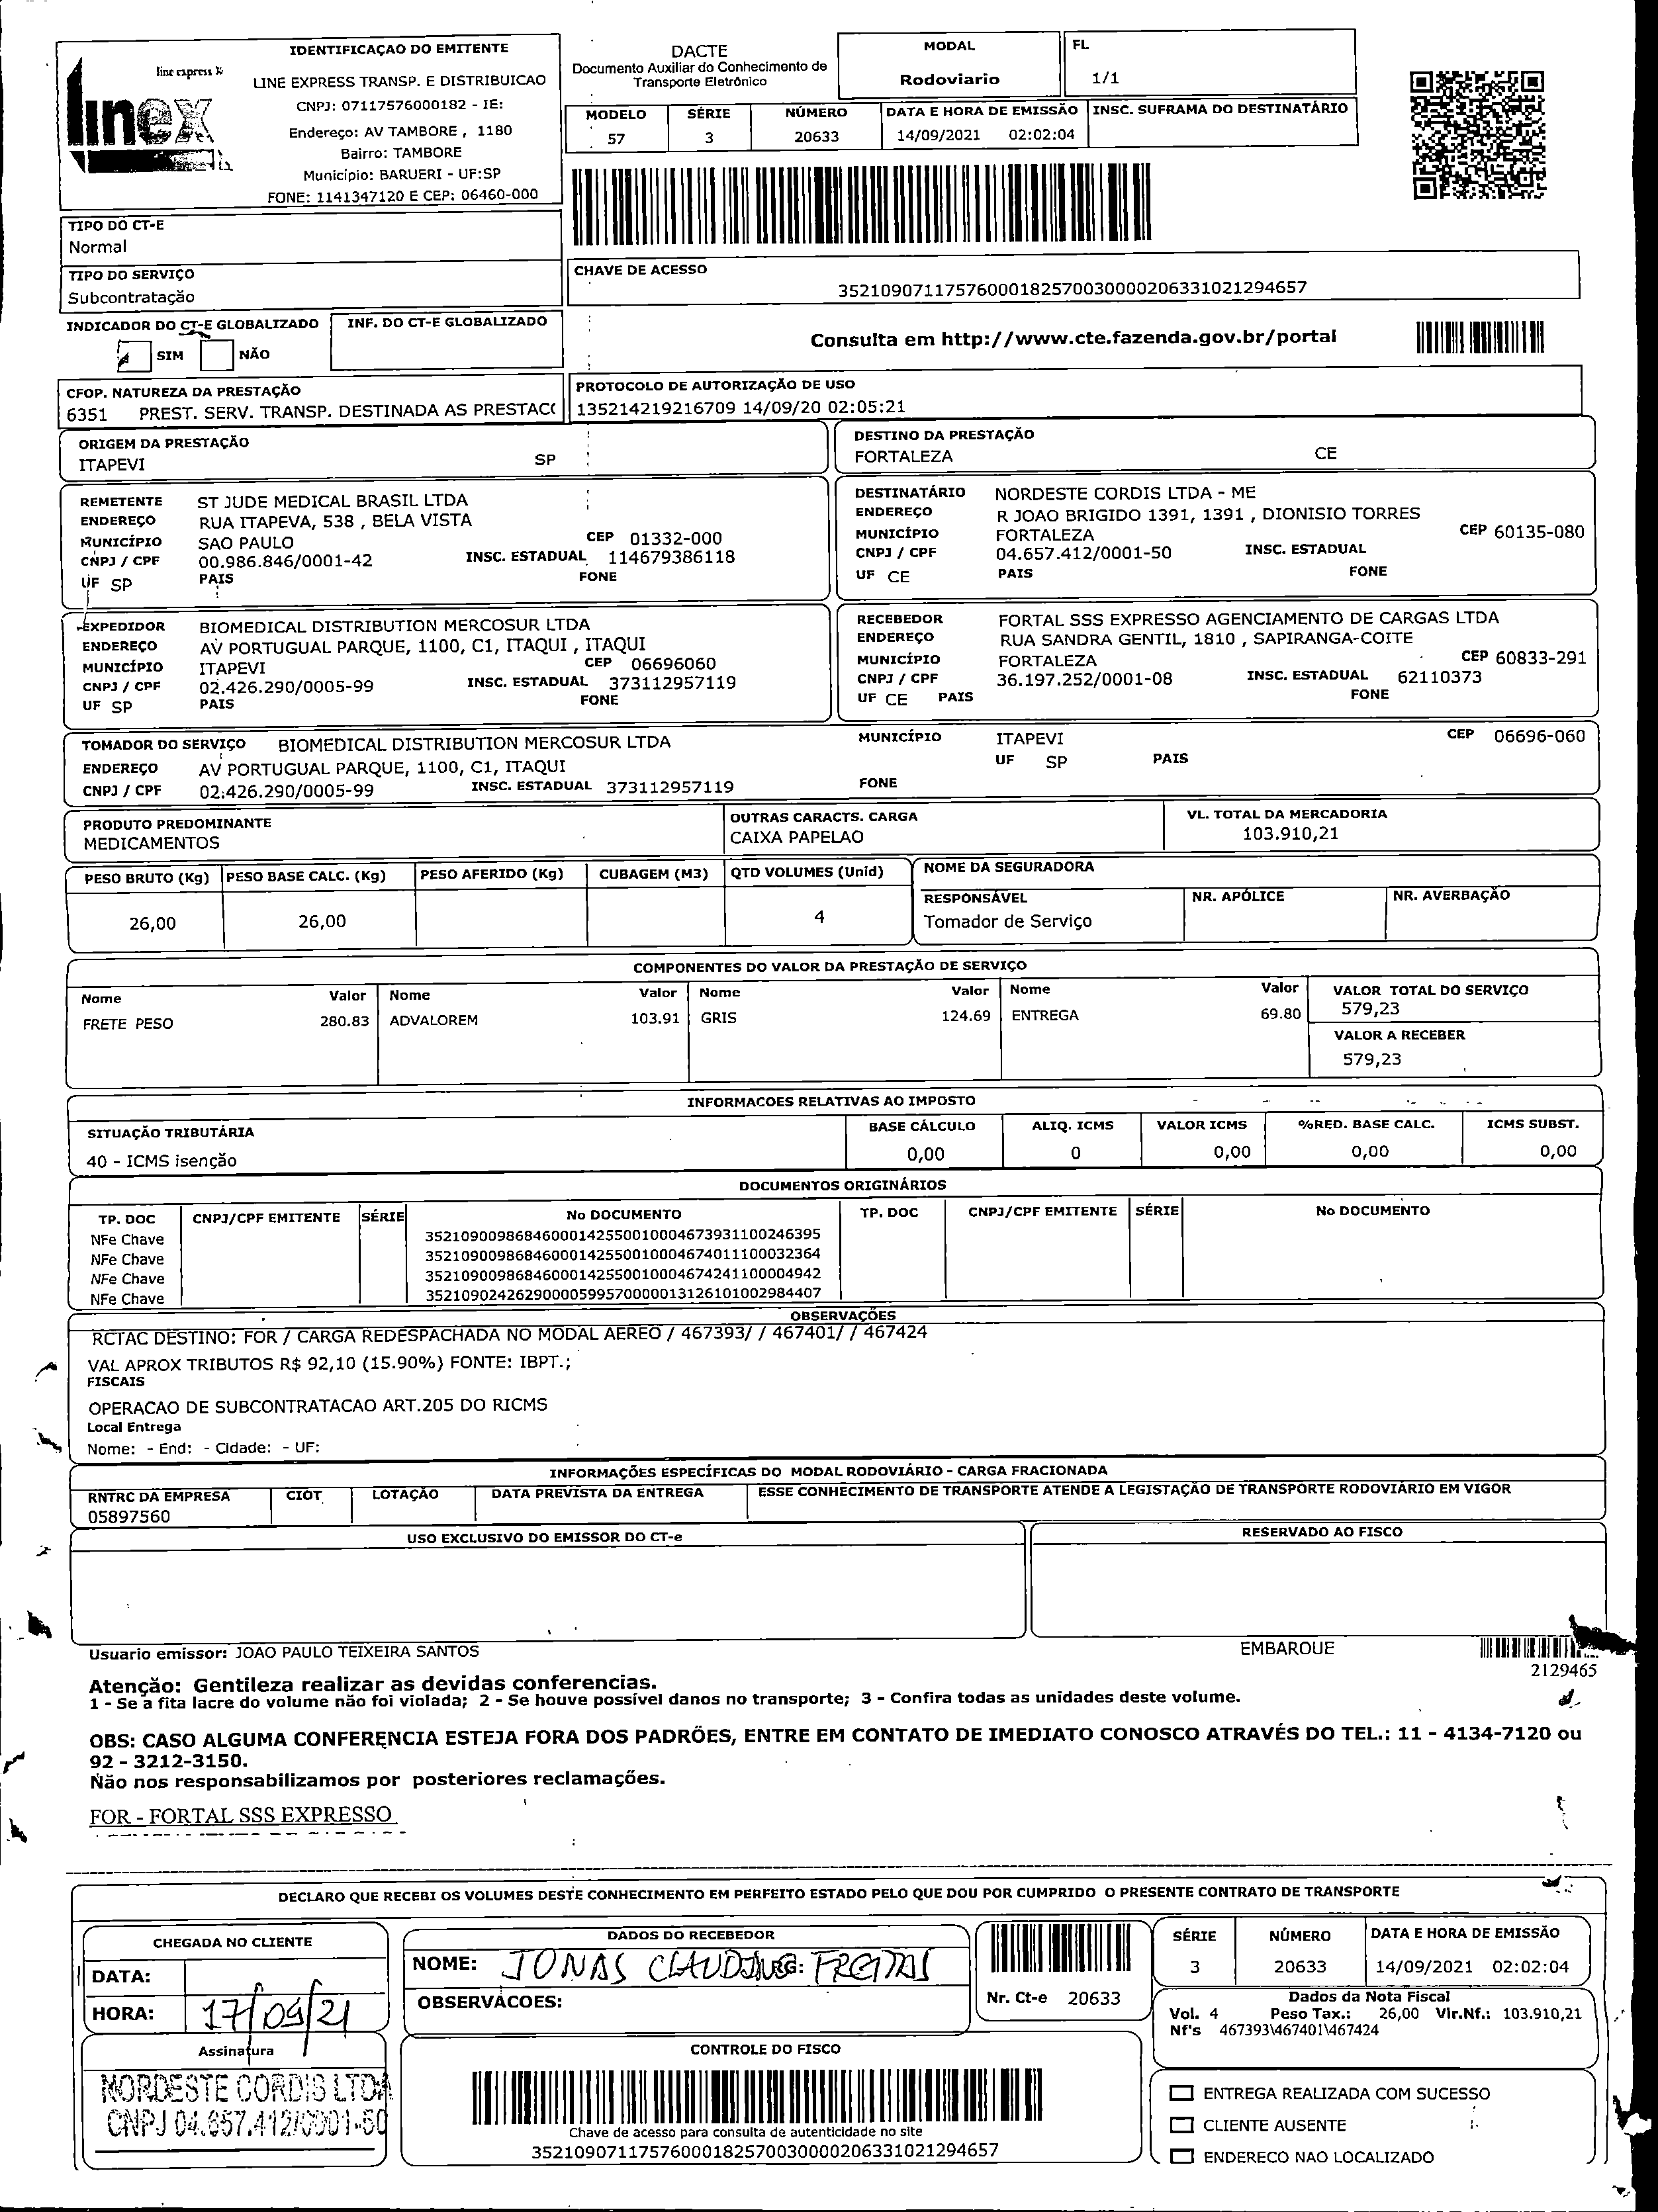 IDENTIFICAÇAO DO EMITENTE
line express
linex
LINE EXPRESS TRANSP. E DISTRIBUICAO
CNPJ: 07117576000182 - IE:
Endereço: AV TAMBORE , 1180
Bairro: TAMBORE
Município: BARUERI - UF:SP
FONE: 1141347120 E CEP: 06460-000
DACTE
Documento Auxiliar do Conhecimento de
Transporte Eletrônico
MODAL
Rodoviario
FL
1/1
MODELO SÉRIE NÚMERO DATA E HORA DE EMISSÃO INSC. SUFRAMA DO DESTINATÁRIO
57 3 20633 14/09/2021 02:02:04
TIPO DO CT-E
Normal
TIPO DO SERVIÇO
Subcontratação
CHAVE DE ACESSO
35210907117576000182570030000206331021294657
INDICADOR DO CT-E GLOBALIZADO INF. DO CT-E GLOBALIZADO
SIM NÃO
Consulta em http://www.cte.fazenda.gov.br/portal
CFOP. NATUREZA DA PRESTAÇÃO
6351 PREST. SERV. TRANSP. DESTINADA AS PRESTAC
PROTOCOLO DE AUTORIZAÇÃO DE USO
135214219216709 14/09/20 02:05:21
ORIGEM DA PRESTAÇÃO
ITAPEVI SP
DESTINO DA PRESTAÇÃO
FORTALEZA CE
REMETENTE ST JUDE MEDICAL BRASIL LTDA
ENDEREÇO RUA ITAPEVA, 538 , BELA VISTA
MUNICÍPIO SAO PAULO CEP 01332-000
CNPJ / CPF 00.986.846/0001-42 INSC. ESTADUAL 114679386118
UF SP PAIS FONE
DESTINATÁRIO NORDESTE CORDIS LTDA - ME
ENDEREÇO R JOAO BRIGIDO 1391, 1391 , DIONISIO TORRES
MUNICÍPIO FORTALEZA CEP 60135-080
CNPJ / CPF 04.657.412/0001-50 INSC. ESTADUAL
UF CE PAIS FONE
EXPEDIDOR BIOMEDICAL DISTRIBUTION MERCOSUR LTDA
ENDEREÇO AV PORTUGUAL PARQUE, 1100, C1, ITAQUI , ITAQUI
MUNICÍPIO ITAPEVI CEP 06696060
CNPJ / CPF 02.426.290/0005-99 INSC. ESTADUAL 373112957119
UF SP PAIS FONE
RECEBEDOR FORTAL SSS EXPRESSO AGENCIAMENTO DE CARGAS LTDA
ENDEREÇO RUA SANDRA GENTIL, 1810 , SAPIRANGA-COITE
MUNICÍPIO FORTALEZA CEP 60833-291
CNPJ / CPF 36.197.252/0001-08 INSC. ESTADUAL 62110373
UF CE PAIS FONE
TOMADOR DO SERVIÇO BIOMEDICAL DISTRIBUTION MERCOSUR LTDA MUNICÍPIO ITAPEVI CEP 06696-060
ENDEREÇO AV PORTUGUAL PARQUE, 1100, C1, ITAQUI UF SP PAIS
CNPJ / CPF 02.426.290/0005-99 INSC. ESTADUAL 373112957119 FONE
PRODUTO PREDOMINANTE OUTRAS CARACTS. CARGA VL. TOTAL DA MERCADORIA
MEDICAMENTOS CAIXA PAPELAO 103.910,21
PESO BRUTO (Kg) PESO BASE CALC. (Kg) PESO AFERIDO (Kg) CUBAGEM (M3) QTD VOLUMES (Unid) NOME DA SEGURADORA
RESPONSÁVEL NR. APÓLICE NR. AVERBAÇÃO
26,00 26,00 4 Tomador de Serviço
COMPONENTES DO VALOR DA PRESTAÇÃO DE SERVIÇO
Nome Valor Nome Valor Nome Valor Nome Valor VALOR TOTAL DO SERVIÇO
FRETE PESO 280.83 ADVALOREM 103.91 GRIS 124.69 ENTREGA 69.80 579,23
VALOR A RECEBER
579,23
INFORMACOES RELATIVAS AO IMPOSTO
SITUAÇÃO TRIBUTÁRIA BASE CÁLCULO ALIQ. ICMS VALOR ICMS %RED. BASE CALC. ICMS SUBST.
40 - ICMS isenção 0,00 0 0,00 0,00 0,00
DOCUMENTOS ORIGINÁRIOS
TP. DOC CNPJ/CPF EMITENTE SÉRIE No DOCUMENTO TP. DOC CNPJ/CPF EMITENTE SÉRIE No DOCUMENTO
NFe Chave 35210900986846000142550010004673931100246395
NFe Chave 35210900986846000142550010004674011100032364
NFe Chave 35210900986846000142550010004674241100004942
NFe Chave 35210902426290000599570000013126101002984407
OBSERVAÇÕES
RCTAC DESTINO: FOR / CARGA REDESPACHADA NO MODAL AEREO / 467393/ / 467401/ / 467424
VAL APROX TRIBUTOS R$ 92,10 (15.90%) FONTE: IBPT.;
FISCAIS
OPERACAO DE SUBCONTRATACAO ART.205 DO RICMS
Local Entrega
Nome: - End: - Cidade: - UF:
INFORMAÇÕES ESPECÍFICAS DO MODAL RODOVIÁRIO - CARGA FRACIONADA
RNTRC DA EMPRESA CIOT LOTAÇÃO DATA PREVISTA DA ENTREGA ESSE CONHECIMENTO DE TRANSPORTE ATENDE A LEGISTAÇÃO DE TRANSPORTE RODOVIÁRIO EM VIGOR
05897560
USO EXCLUSIVO DO EMISSOR DO CT-e RESERVADO AO FISCO
Usuario emissor: JOAO PAULO TEIXEIRA SANTOS EMBARQUE
2129465
Atenção: Gentileza realizar as devidas conferencias.
1 - Se a fita lacre do volume não foi violada; 2 - Se houve possível danos no transporte; 3 - Confira todas as unidades deste volume.
OBS: CASO ALGUMA CONFERENCIA ESTEJA FORA DOS PADRÕES, ENTRE EM CONTATO DE IMEDIATO CONOSCO ATRAVÉS DO TEL.: 11 - 4134-7120 ou
92 - 3212-3150.
Não nos responsabilizamos por posteriores reclamações.
FOR - FORTAL SSS EXPRESSO
DECLARO QUE RECEBI OS VOLUMES DESTE CONHECIMENTO EM PERFEITO ESTADO PELO QUE DOU POR CUMPRIDO O PRESENTE CONTRATO DE TRANSPORTE
CHEGADA NO CLIENTE
DATA:
HORA: 17/09/21
Assinatura
NORDESTE CORDIS LTDA
CNPJ 04.657.412/0001-50
DADOS DO RECEBEDOR
NOME: JONAS CLAUDINO RG: FREITAS
OBSERVACOES:
Nr. Ct-e 20633
SÉRIE NÚMERO DATA E HORA DE EMISSÃO
3 20633 14/09/2021 02:02:04
Dados da Nota Fiscal
Vol. 4 Peso Tax.: 26,00 Vlr.Nf.: 103.910,21
Nf's 467393\467401\467424
CONTROLE DO FISCO
Chave de acesso para consulta de autenticidade no site
35210907117576000182570030000206331021294657
ENTREGA REALIZADA COM SUCESSO
CLIENTE AUSENTE
ENDERECO NAO LOCALIZADO